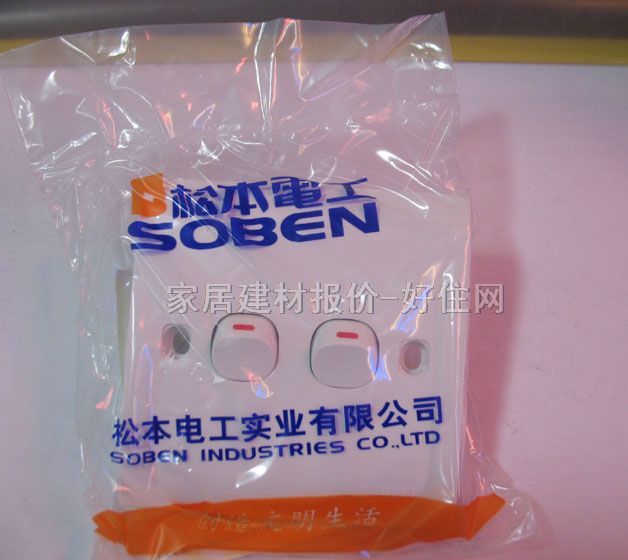 松本電工
SOBEN
家居建材报价-好住网
松本电工实业有限公司
SOBEN INDUSTRIES CO.,LTD
创造文明生活